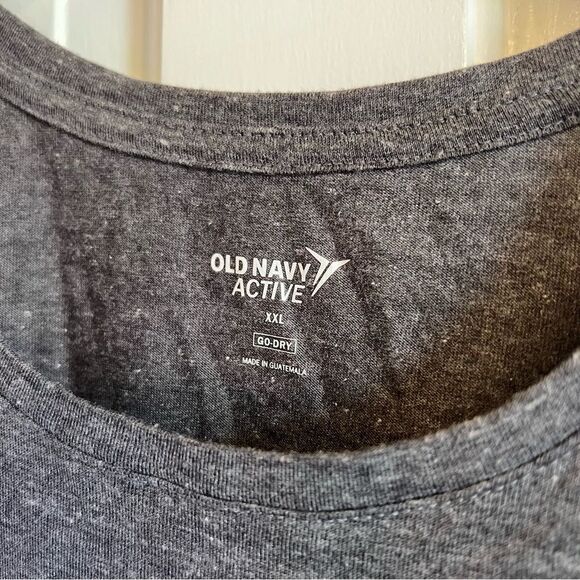 OLD NAVY
ACTIVE
XXL
GO-DRY
MADE IN GUATEMALA
S